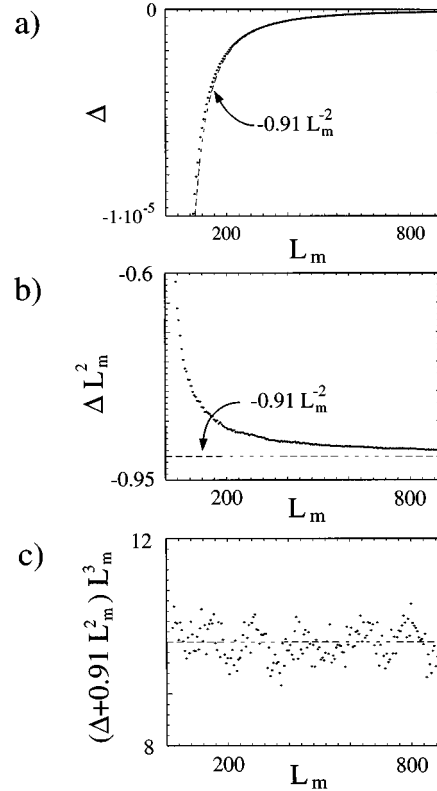 a)
0
Δ
-0.91 L_m^-2
-1·10^-5
200
800
L_m
b)
-0.6
Δ L_m^2
-0.91 L_m^-2
-0.95
200
800
L_m
c)
12
(Δ+0.91 L_m^2) L_m^3
8
200
800
L_m